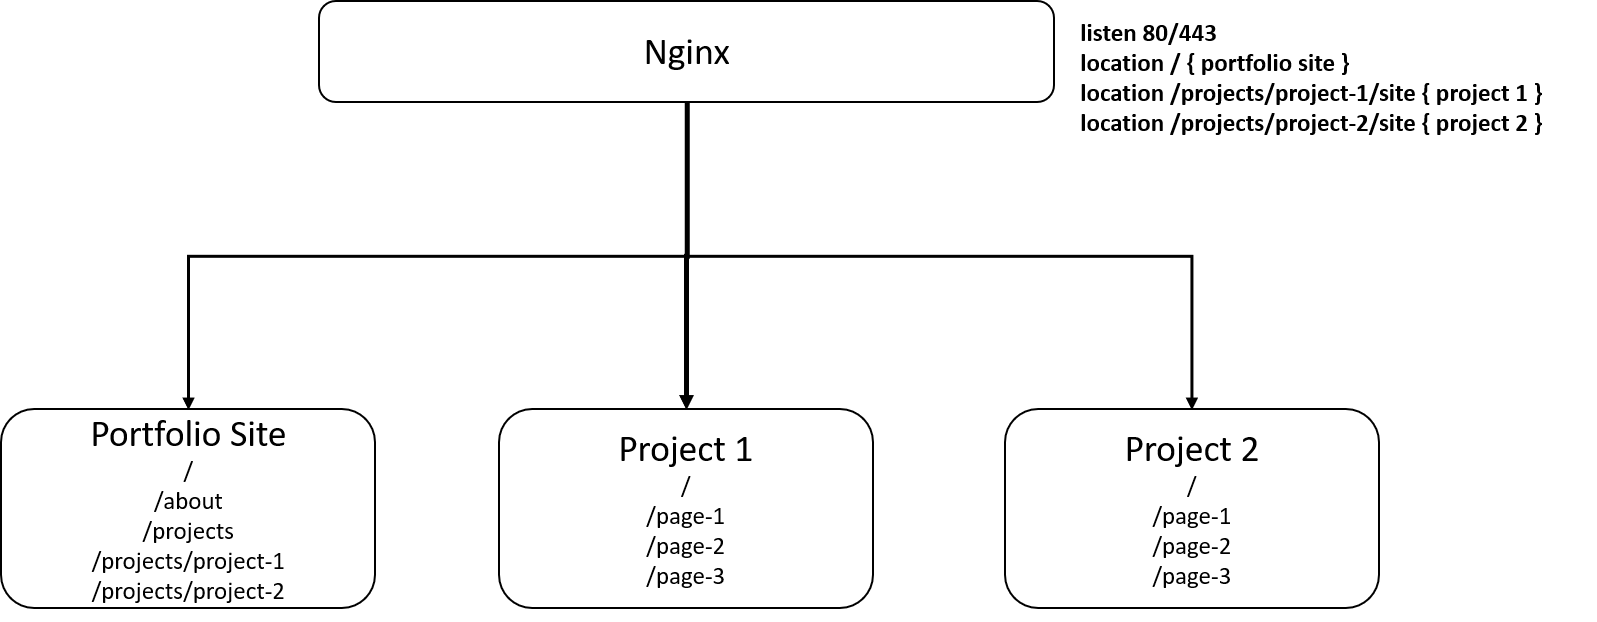 Nginx
listen 80/443
location / { portfolio site }
location /projects/project-1/site { project 1 }
location /projects/project-2/site { project 2 }
Portfolio Site
/
/about
/projects
/projects/project-1
/projects/project-2
Project 1
/
/page-1
/page-2
/page-3
Project 2
/
/page-1
/page-2
/page-3